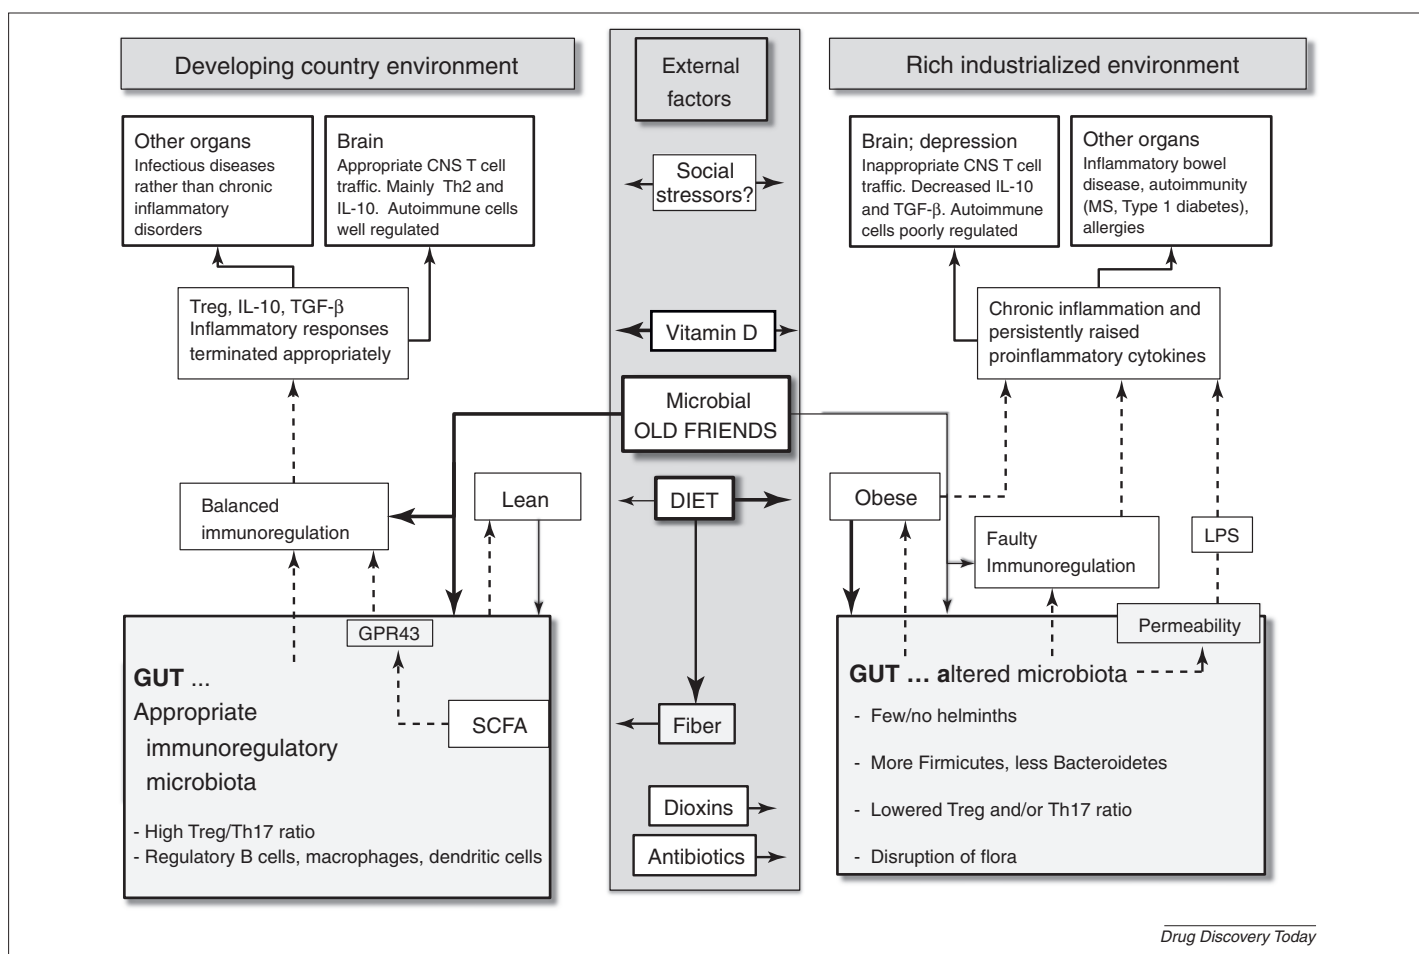 Developing country environment
External
factors
Rich industrialized environment
Other organs
Infectious diseases
rather than chronic
inflammatory
disorders
Brain
Appropriate CNS T cell
traffic. Mainly Th2 and
IL-10. Autoimmune cells
well regulated
Social
stressors?
Brain; depression
Inappropriate CNS T cell
traffic. Decreased IL-10
and TGF-β. Autoimmune
cells poorly regulated
Other organs
Inflammatory bowel
disease, autoimmunity
(MS, Type 1 diabetes),
allergies
Treg, IL-10, TGF-β
Inflammatory responses
terminated appropriately
Vitamin D
Chronic inflammation and
persistently raised
proinflammatory cytokines
Microbial
OLD FRIENDS
Balanced
immunoregulation
Lean
DIET
Obese
Faulty
Immunoregulation
LPS
GPR43
Permeability
GUT ...
Appropriate
immunoregulatory
microbiota
SCFA
- High Treg/Th17 ratio
- Regulatory B cells, macrophages, dendritic cells
Fiber
Dioxins
Antibiotics
GUT ... altered microbiota
- Few/no helminths
- More Firmicutes, less Bacteroidetes
- Lowered Treg and/or Th17 ratio
- Disruption of flora
Drug Discovery Today